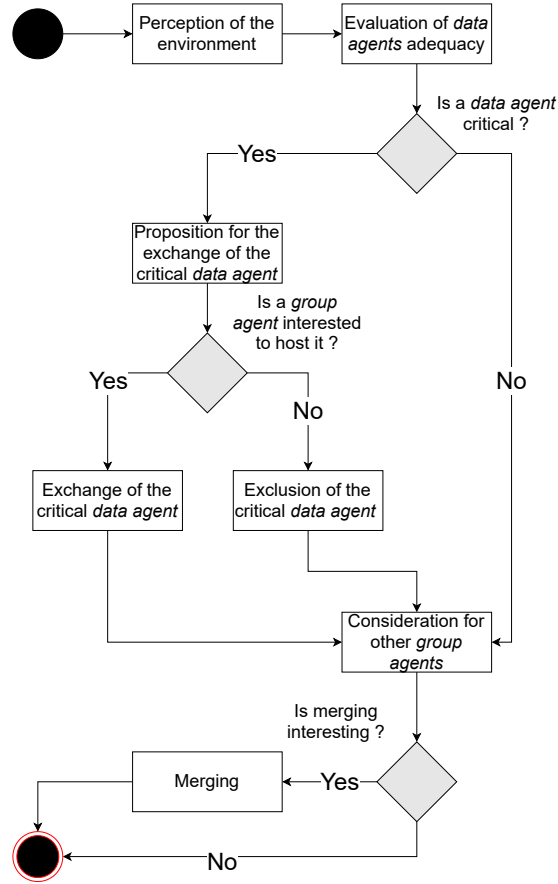 Perception of the
environment
Evaluation of data
agents adequacy
Is a data agent
critical ?
Yes
No
Proposition for the
exchange of the
critical data agent
Is a group
agent interested
to host it ?
Yes
No
Exchange of the
critical data agent
Exclusion of the
critical data agent
Consideration for
other group
agents
Is merging
interesting ?
Yes
Merging
No